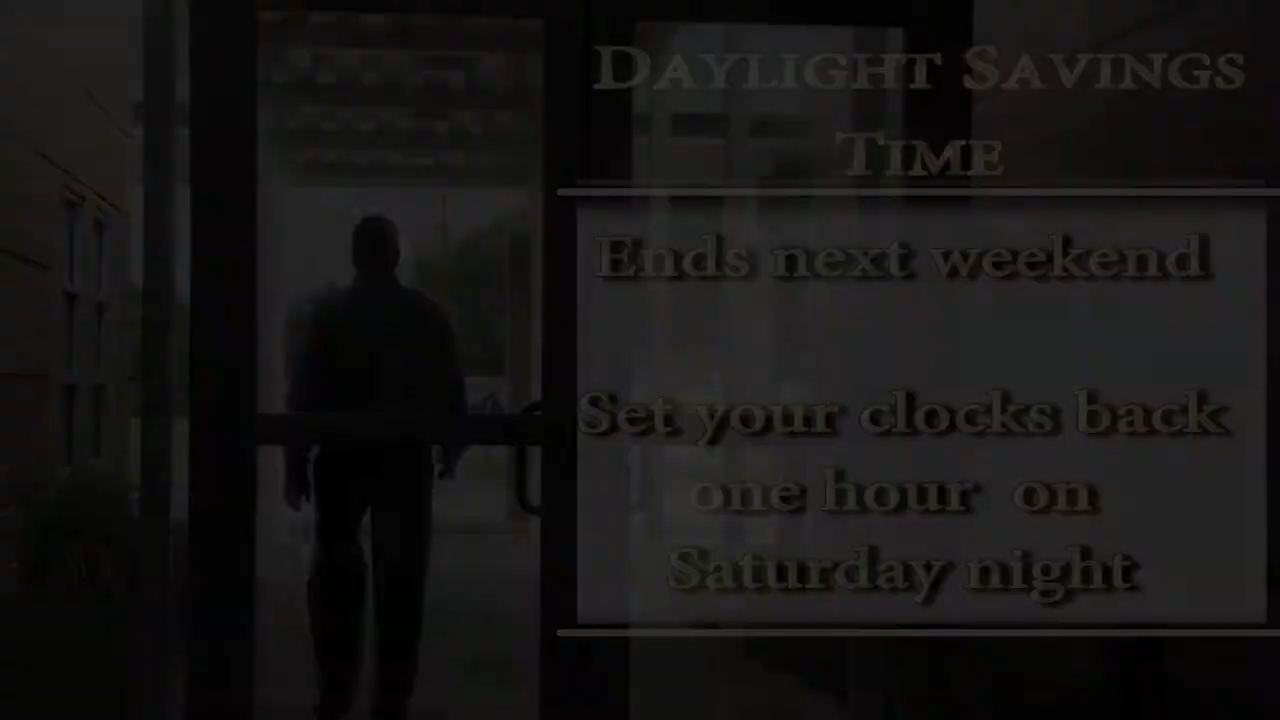 DAYLIGHT SAVINGS
TIME
Ends next weekend
Set your clocks back
one hour on
Saturday night